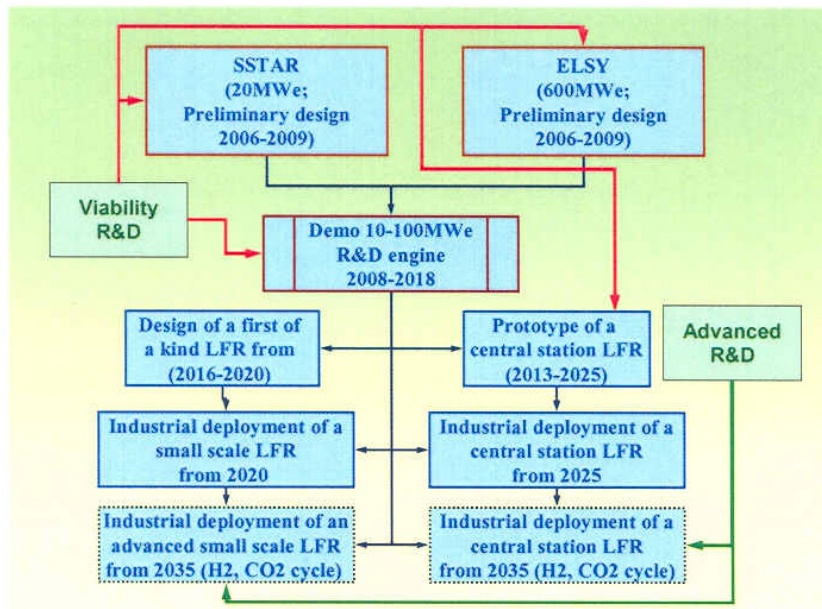 SSTAR
(20MWe;
Preliminary design
2006-2009)
ELSY
(600MWe;
Preliminary design
2006-2009)
Viability
R&D
Demo 10-100MWe
R&D engine
2008-2018
Design of a first of
a kind LFR from
(2016-2020)
Prototype of a
central station LFR
(2013-2025)
Advanced
R&D
Industrial deployment of a
small scale LFR
from 2020
Industrial deployment of a
central station LFR
from 2025
Industrial deployment of an
advanced small scale LFR
from 2035 (H2, CO2 cycle)
Industrial deployment of a
central station LFR
from 2035 (H2, CO2 cycle)